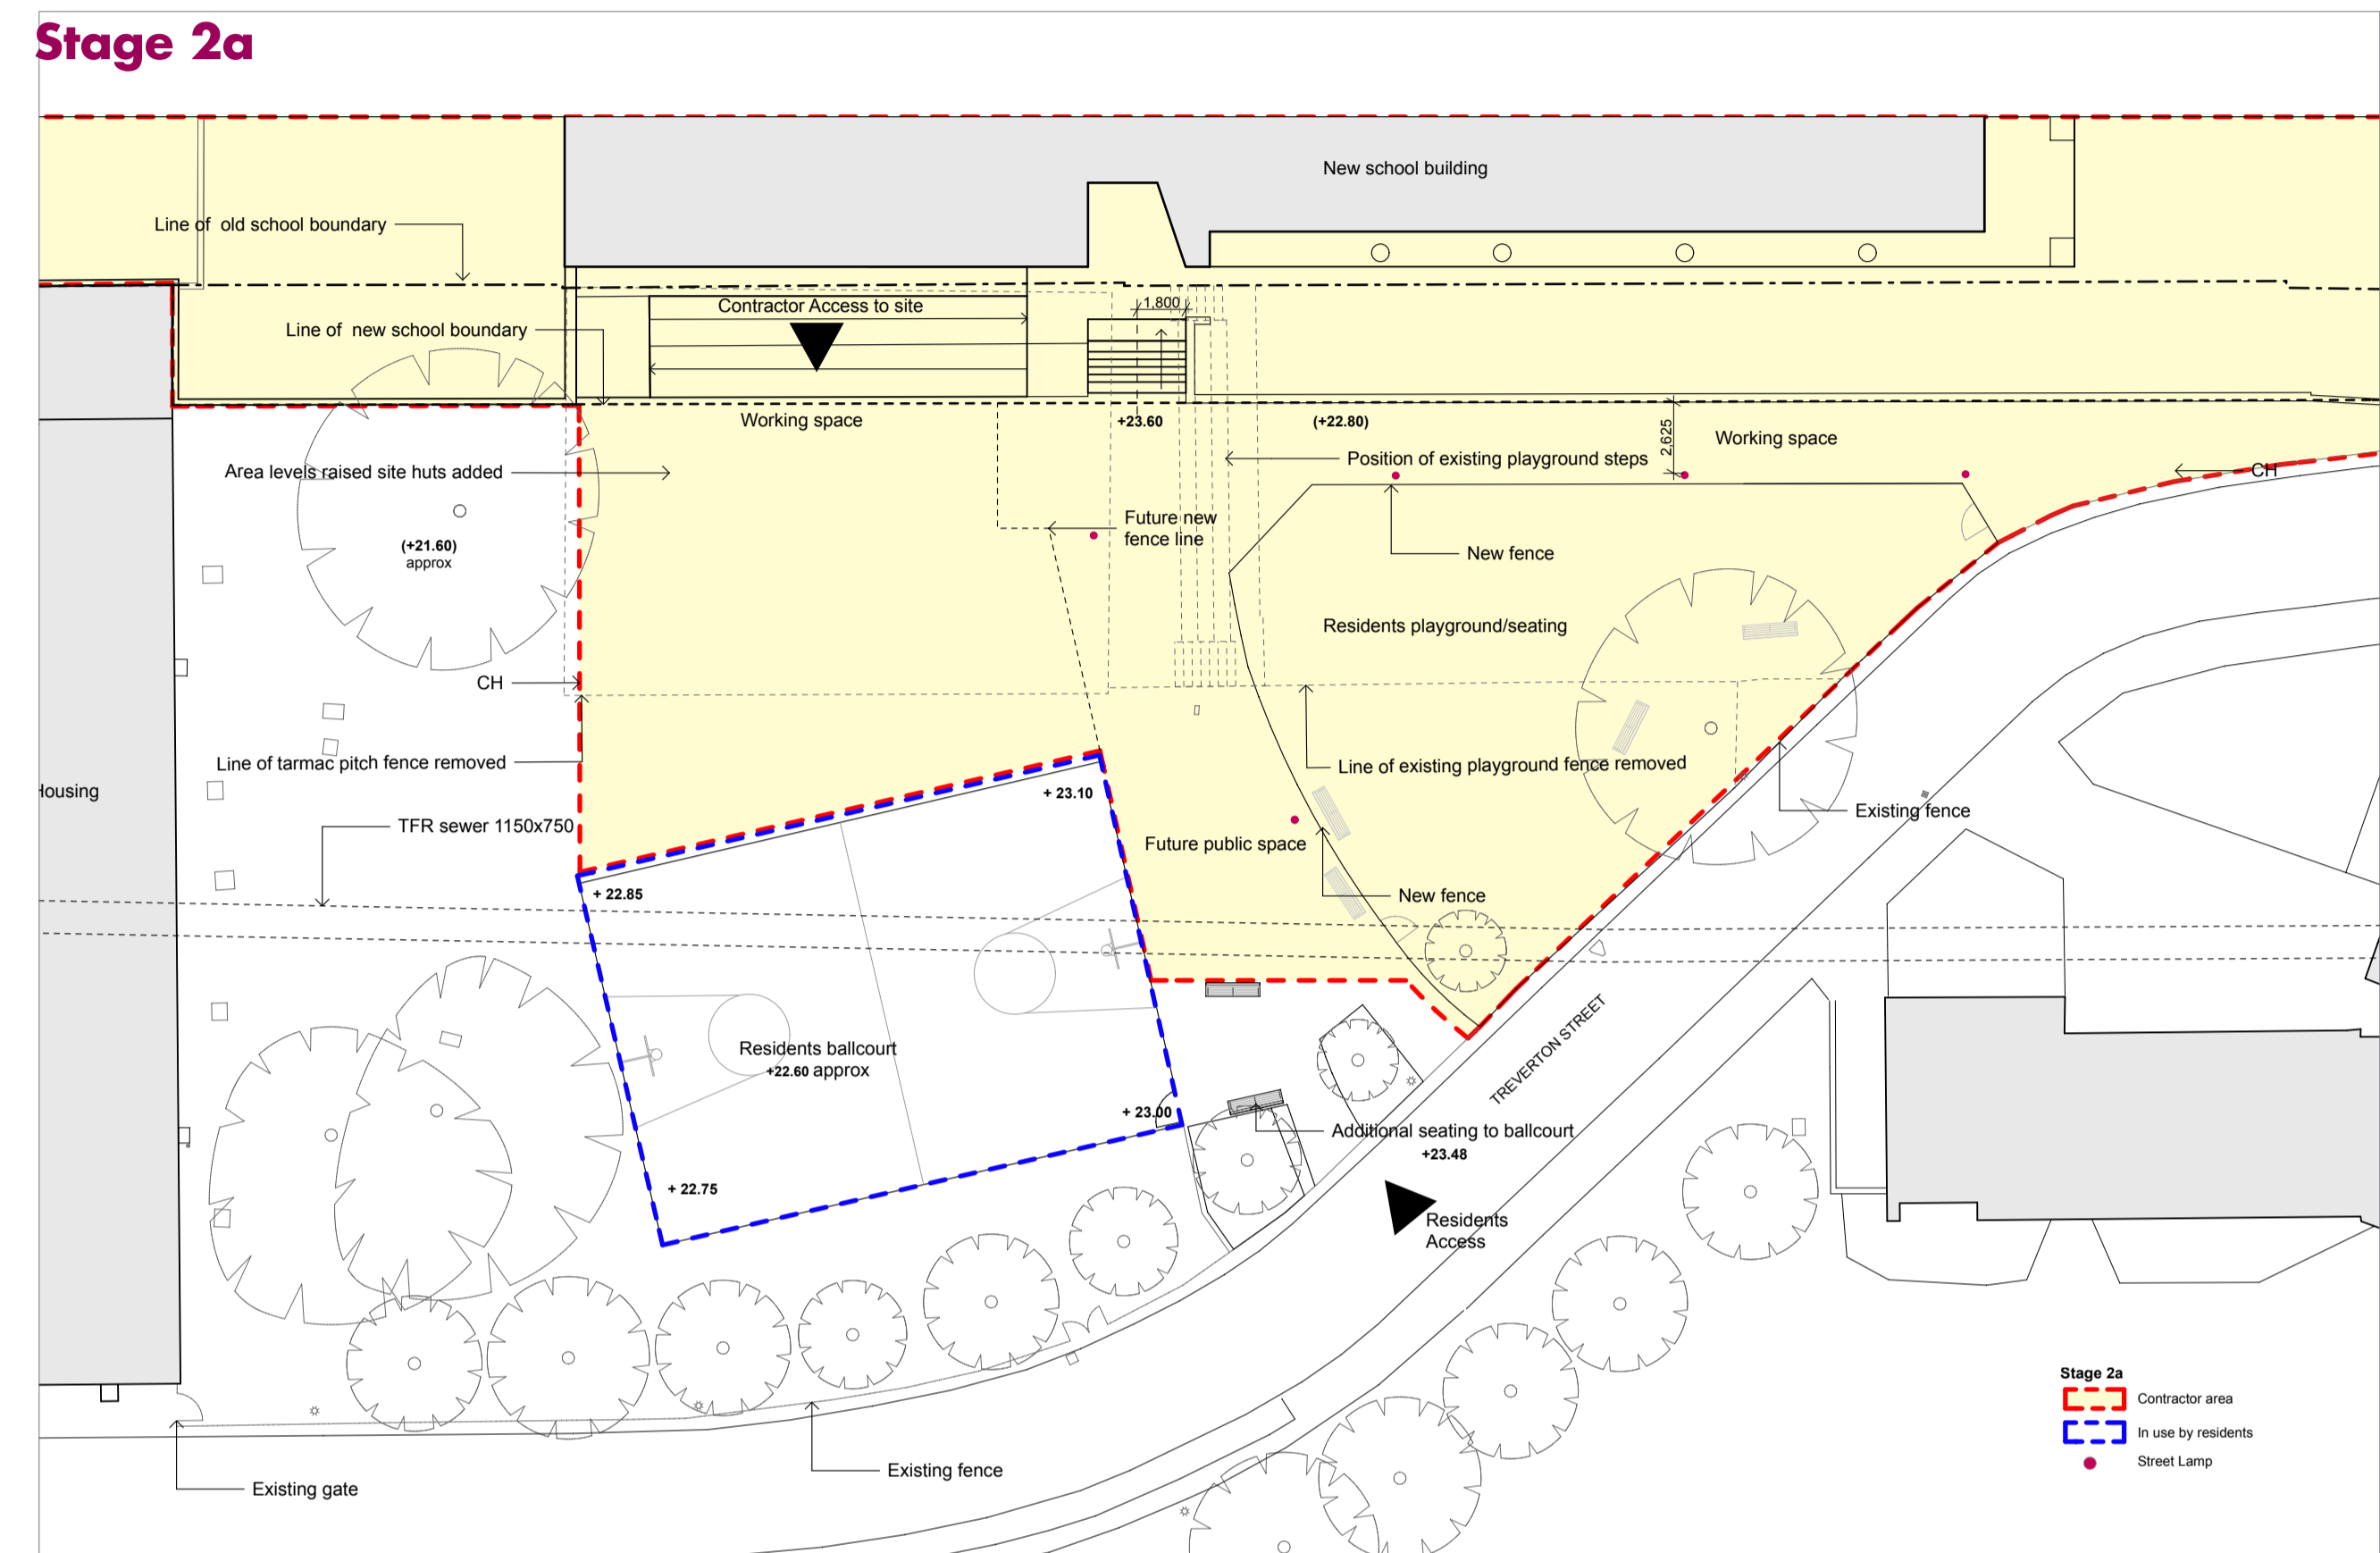 Stage 2a
New school building
Line of old school boundary
Contractor Access to site
1,800
Line of new school boundary
Working space
+23.60
(+22.80)
2,625
Working space
Position of existing playground steps
Area levels raised site huts added
CH
Future new
fence line
New fence
(+21.60)
approx
Residents playground/seating
CH
Line of tarmac pitch fence removed
Line of existing playground fence removed
Housing
+ 23.10
Existing fence
TFR sewer 1150x750
Future public space
+ 22.85
New fence
Residents ballcourt
+22.60 approx
TREVERTON STREET
+ 23.00
Additional seating to ballcourt
+23.48
+ 22.75
Residents
Access
Existing fence
Existing gate
Stage 2a
Contractor area
In use by residents
Street Lamp